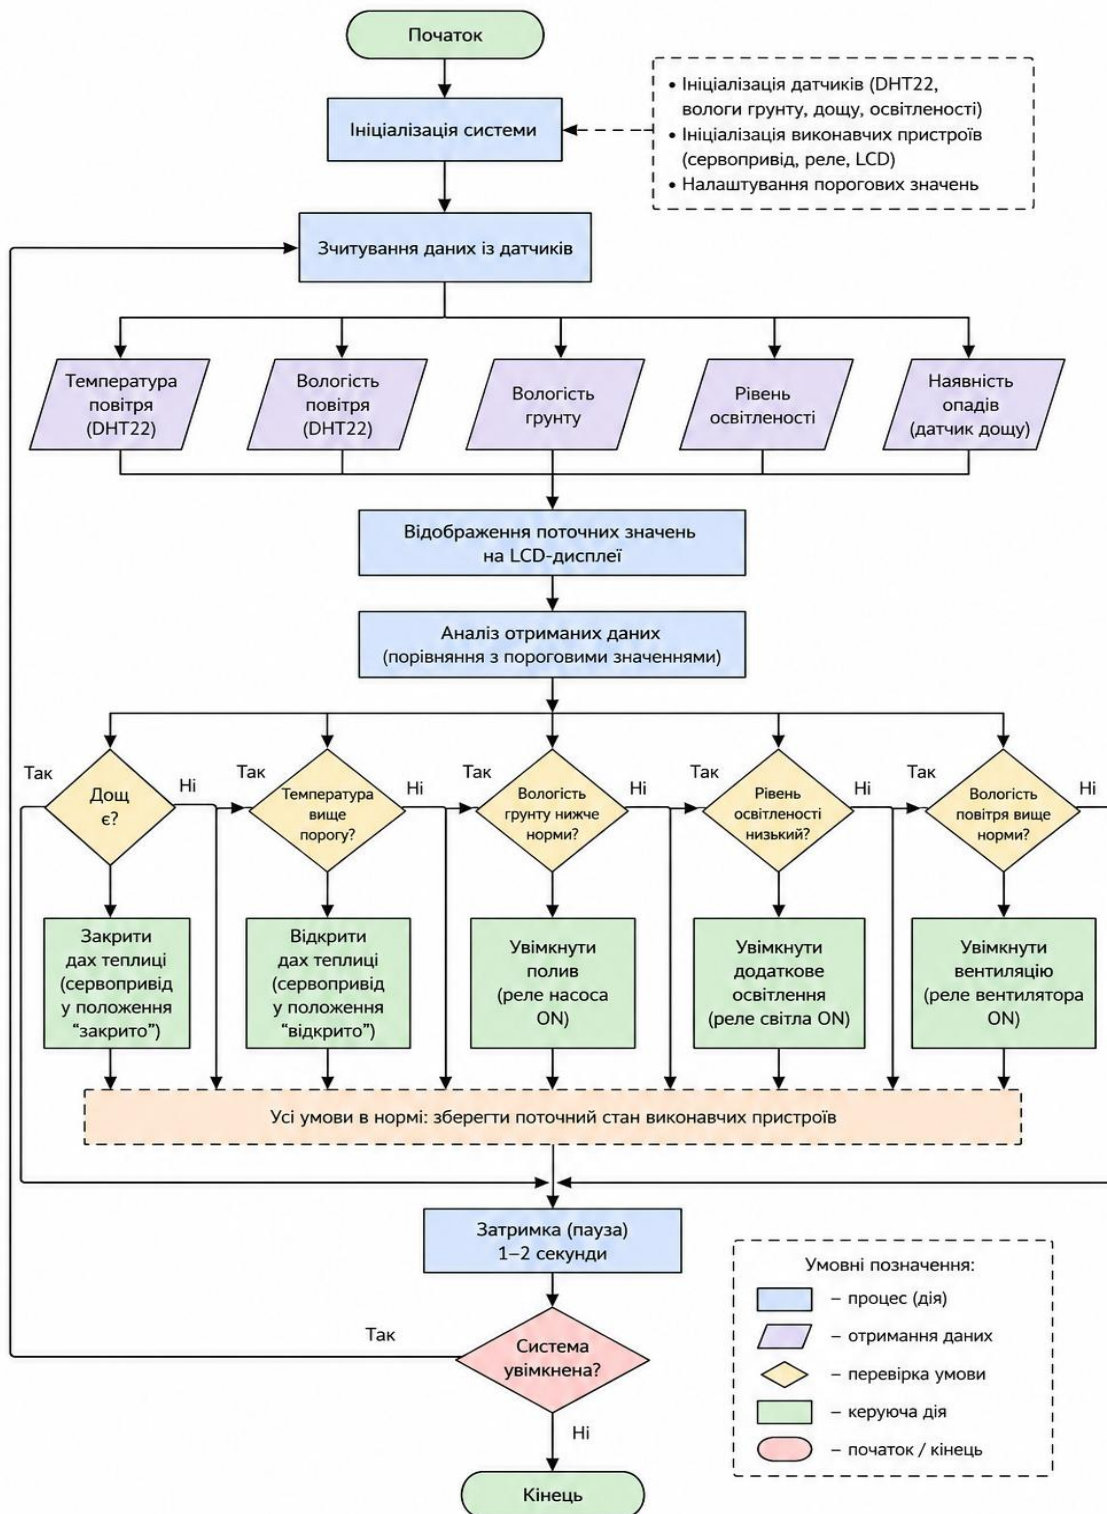 Початок
• Ініціалізація датчиків (DHT22,
вологи грунту, дощу, освітленості)
• Ініціалізація виконавчих пристроїв
(сервопривід, реле, LCD)
• Налаштування порогових значень
Ініціалізація системи
Зчитування даних із датчиків
Температура
повітря
(DHT22)
Вологість
повітря
(DHT22)
Вологість
грунту
Рівень
освітленості
Наявність
опадів
(датчик дощу)
Відображення поточних значень
на LCD-дисплеї
Аналіз отриманих даних
(порівняння з пороговими значеннями)
Так
Дощ
є?
Ні
Так
Температура
вище
порогу?
Ні
Так
Вологість
грунту нижче
норми?
Ні
Так
Рівень
освітленості
низький?
Ні
Так
Вологість
повітря вище
норми?
Ні
Закрити
дах теплиці
(сервопривід
у положення
“закрито”)
Відкрити
дах теплиці
(сервопривід
у положення
“відкрито”)
Увімкнути
полив
(реле насоса
ON)
Увімкнути
додаткове
освітлення
(реле світла ON)
Увімкнути
вентиляцію
(реле вентилятора
ON)
Усі умови в нормі: зберегти поточний стан виконавчих пристроїв
Затримка (пауза)
1–2 секунди
Так
Система
увімкнена?
Ні
Кінець
Умовні позначення:
– процес (дія)
– отримання даних
– перевірка умови
– керуюча дія
– початок / кінець